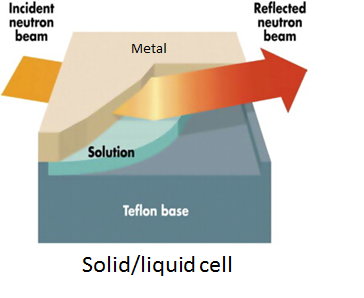 Incident
neutron
beam
Reflected
neutron
beam
Metal
Solution
Teflon base
Solid/liquid cell